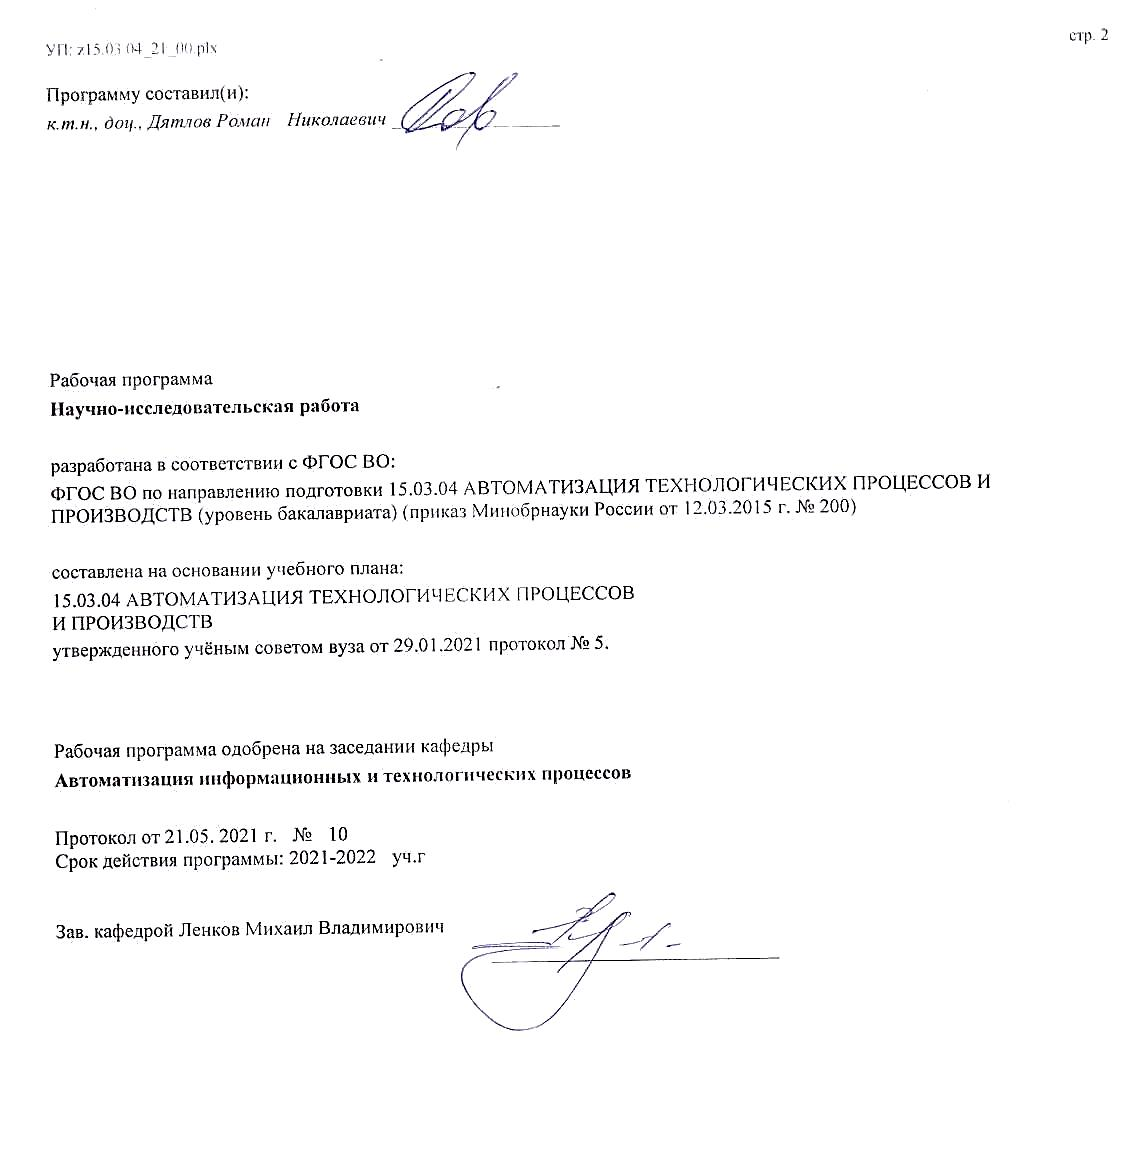 УП: z15.03.04_21_00.plx
стр. 2
Программу составил(и):
к.т.н., доц., Дятлов Роман Николаевич
Рабочая программа
Научно-исследовательская работа
разработана в соответствии с ФГОС ВО:
ФГОС ВО по направлению подготовки 15.03.04 АВТОМАТИЗАЦИЯ ТЕХНОЛОГИЧЕСКИХ ПРОЦЕССОВ И
ПРОИЗВОДСТВ (уровень бакалавриата) (приказ Минобрнауки России от 12.03.2015 г. № 200)
составлена на основании учебного плана:
15.03.04 АВТОМАТИЗАЦИЯ ТЕХНОЛОГИЧЕСКИХ ПРОЦЕССОВ
И ПРОИЗВОДСТВ
утвержденного учёным советом вуза от 29.01.2021 протокол № 5.
Рабочая программа одобрена на заседании кафедры
Автоматизация информационных и технологических процессов
Протокол от 21.05. 2021 г. № 10
Срок действия программы: 2021-2022 уч.г
Зав. кафедрой Ленков Михаил Владимирович